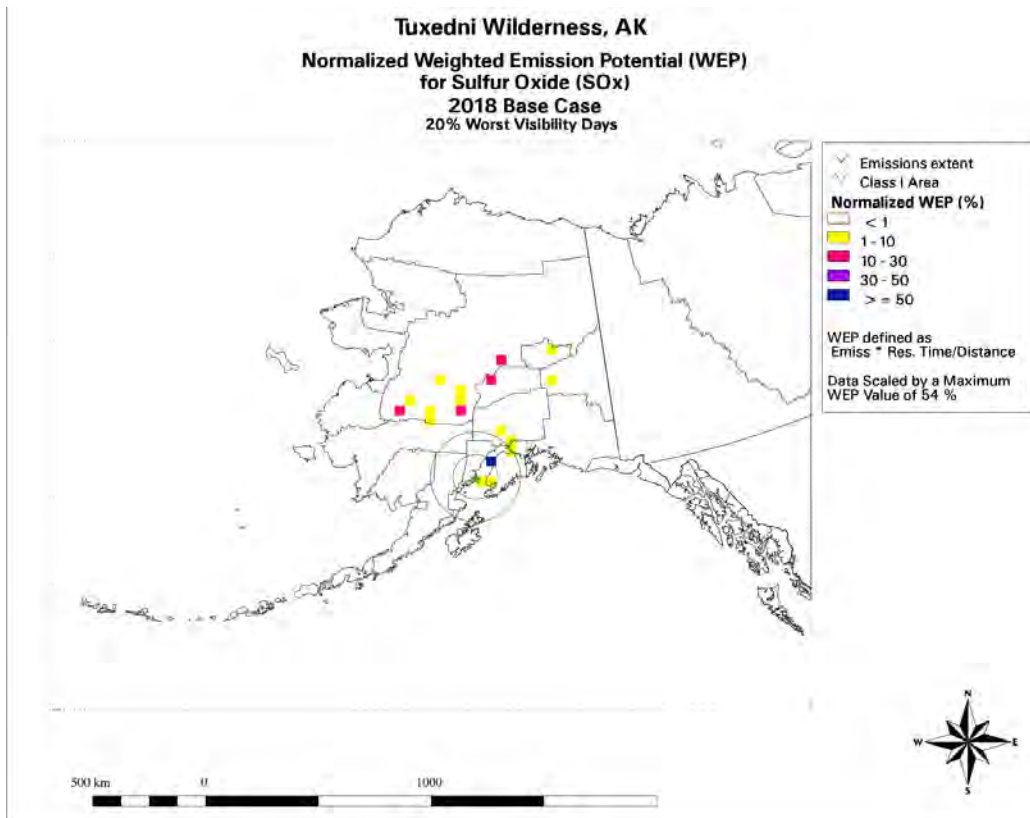 Tuxedni Wilderness, AK
Normalized Weighted Emission Potential (WEP)
for Sulfur Oxide (SOx)
2018 Base Case
20% Worst Visibility Days
Emissions extent
Class I Area
Normalized WEP (%)
< 1
1 - 10
10 - 30
30 - 50
> = 50
WEP defined as
Emiss * Res. Time/Distance
Data Scaled by a Maximum
WEP Value of 54 %
N
W E
S
500 km 0 1000